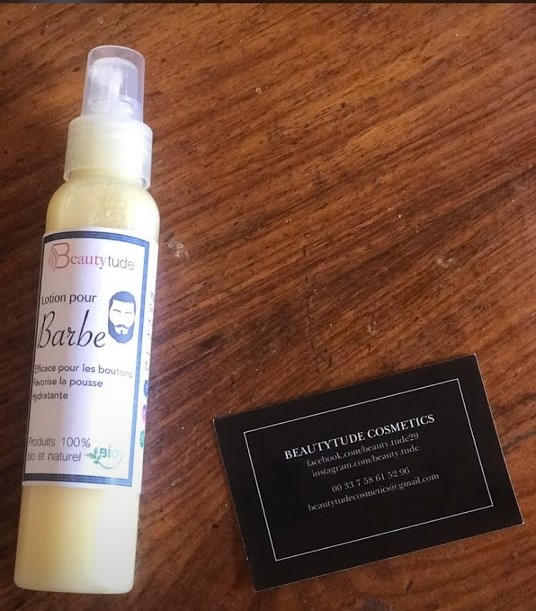 Beautytude
Lotion pour
Barbe
Efficace pour les boutons
Favorise la pousse
Hydratante
Produits 100%
bio et naturel
BiO
BEAUTYTUDE COSMETICS
facebook.com/beauty.tude29
instagram.com/beauty.tude
00 33 7 58 61 52 96
beautytudecosmetics@gmail.com